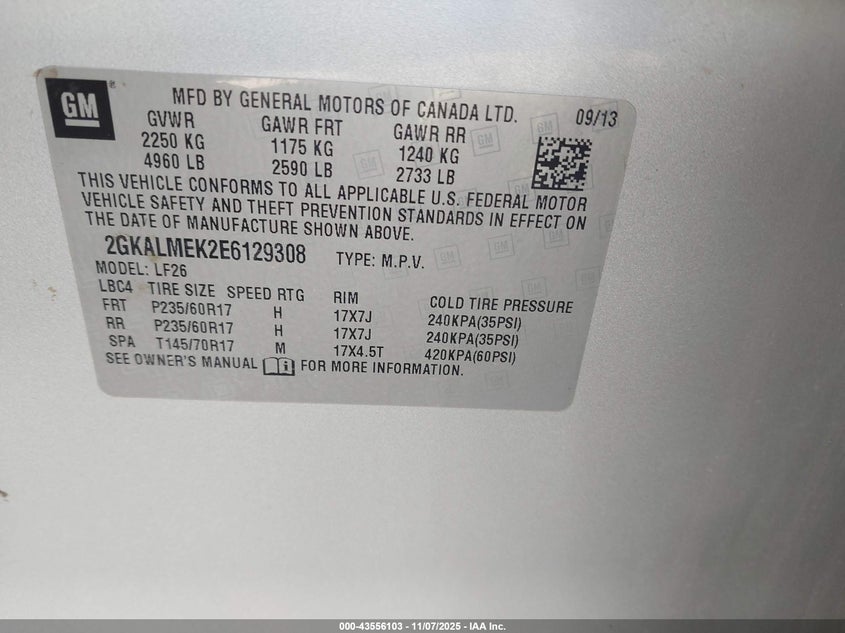 GM ®
MFD BY GENERAL MOTORS OF CANADA LTD. 09/13
GVWR GAWR FRT GAWR RR
2250 KG 1175 KG 1240 KG
4960 LB 2590 LB 2733 LB
THIS VEHICLE CONFORMS TO ALL APPLICABLE U.S. FEDERAL MOTOR
VEHICLE SAFETY AND THEFT PREVENTION STANDARDS IN EFFECT ON
THE DATE OF MANUFACTURE SHOWN ABOVE.
2GKALMEK2E6129308 TYPE: M.P.V.
MODEL: LF26
LBC4 TIRE SIZE SPEED RTG RIM COLD TIRE PRESSURE
FRT P235/60R17 H 17X7J 240KPA(35PSI)
RR P235/60R17 H 17X7J 240KPA(35PSI)
SPA T145/70R17 M 17X4.5T 420KPA(60PSI)
SEE OWNER'S MANUAL FOR MORE INFORMATION.
000-43556103 - 11/07/2025 - IAA Inc.